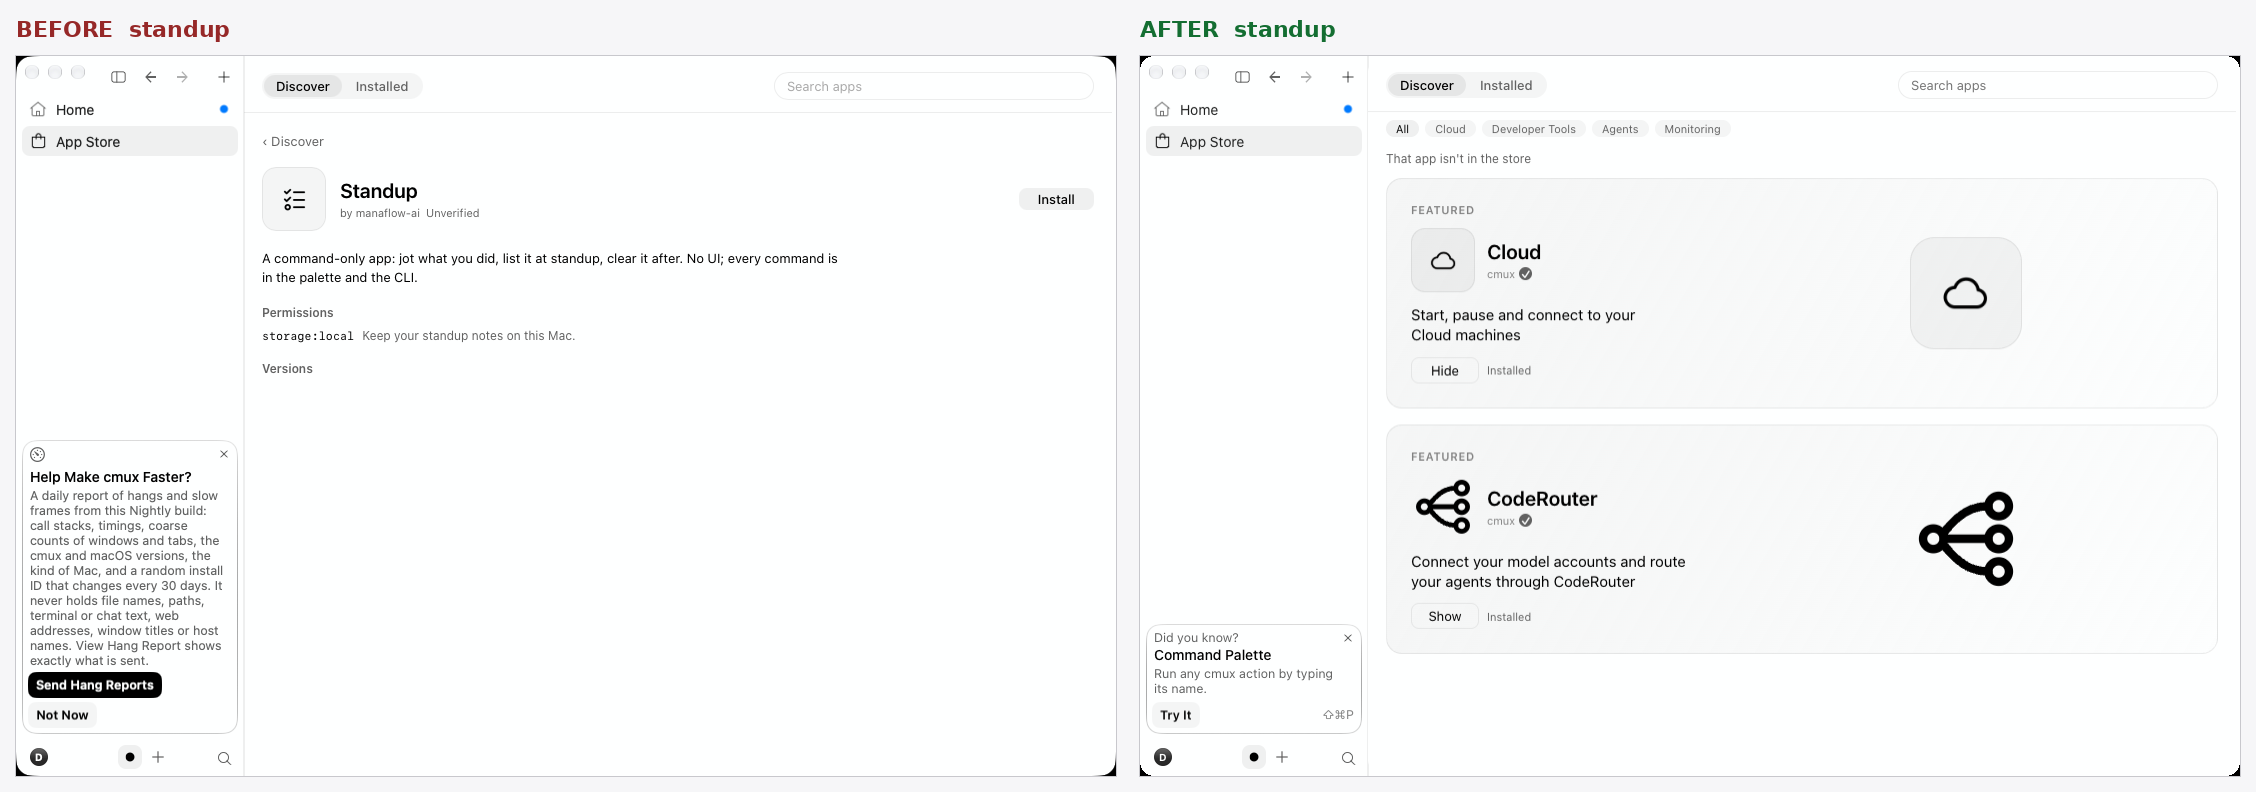 BEFORE standup
Home
App Store
Help Make cmux Faster?
A daily report of hangs and slow
frames from this Nightly build:
call stacks, timings, coarse
counts of windows and tabs, the
cmux and macOS versions, the
kind of Mac, and a random install
ID that changes every 30 days. It
never holds file names, paths,
terminal or chat text, web
addresses, window titles or host
names. View Hang Report shows
exactly what is sent.
Send Hang Reports
Not Now
D
Discover Installed
Search apps
‹ Discover
Standup
by manaflow-ai Unverified
Install
A command-only app: jot what you did, list it at standup, clear it after. No UI; every command is
in the palette and the CLI.
Permissions
storage:local Keep your standup notes on this Mac.
Versions
AFTER standup
Home
App Store
Did you know?
Command Palette
Run any cmux action by typing
its name.
Try It ⇧⌘P
D
Discover Installed
Search apps
All Cloud Developer Tools Agents Monitoring
That app isn't in the store
FEATURED
Cloud
cmux
Start, pause and connect to your
Cloud machines
Hide Installed
FEATURED
CodeRouter
cmux
Connect your model accounts and route
your agents through CodeRouter
Show Installed